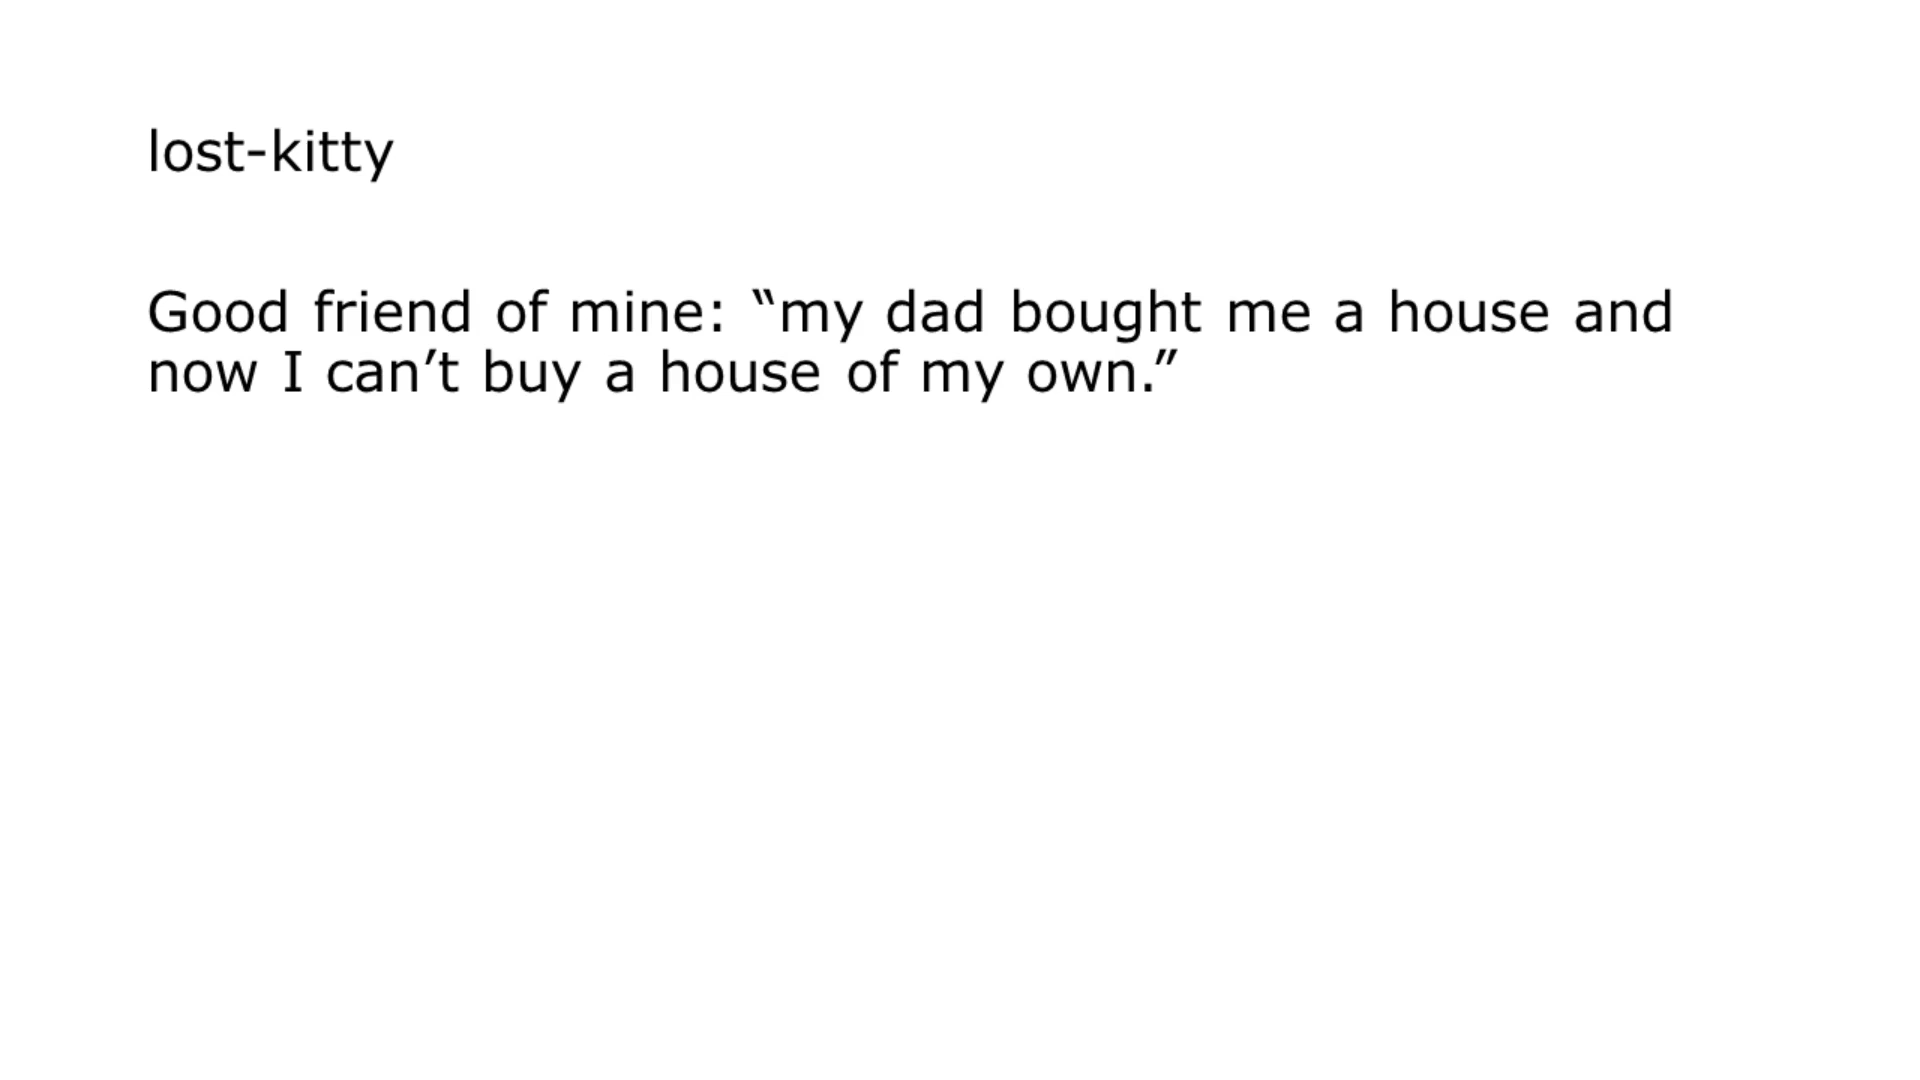 lost-kitty
Good friend of mine: “my dad bought me a house and
now I can’t buy a house of my own.”